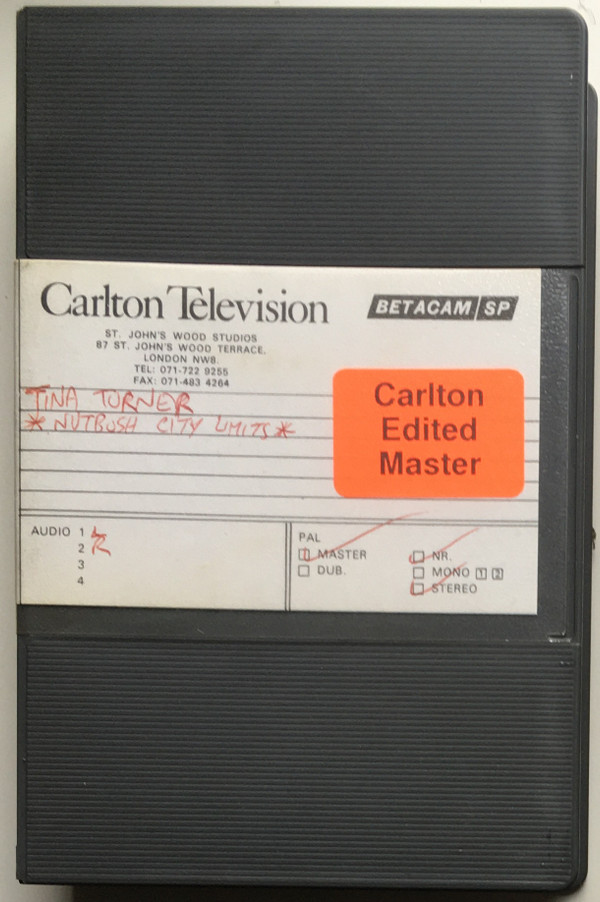 Carlton Television
BETACAM SP
ST. JOHN'S WOOD STUDIOS
87 ST. JOHN'S WOOD TERRACE,
LONDON NW8.
TEL: 071-722 9255
FAX: 071-483 4264
TINA TURNER
* NUTBUSH CITY LIMITS *
Carlton
Edited
Master
AUDIO 1 L
2 R
3
4
PAL
MASTER
DUB.
NR.
MONO 1 2
STEREO